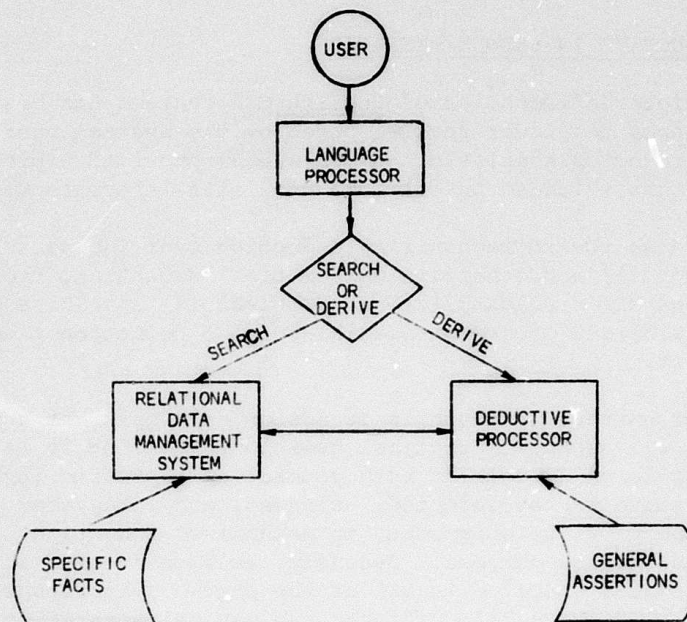 USER
LANGUAGE
PROCESSOR
SEARCH
OR
DERIVE
SEARCH
DERIVE
RELATIONAL
DATA
MANAGEMENT
SYSTEM
DEDUCTIVE
PROCESSOR
SPECIFIC
FACTS
GENERAL
ASSERTIONS